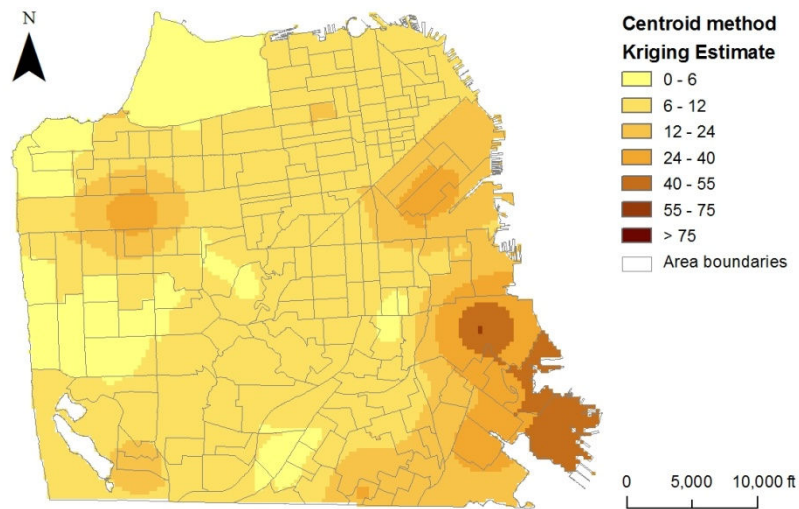 N
Centroid method
Kriging Estimate
0 - 6
6 - 12
12 - 24
24 - 40
40 - 55
55 - 75
> 75
Area boundaries
0 5,000 10,000 ft